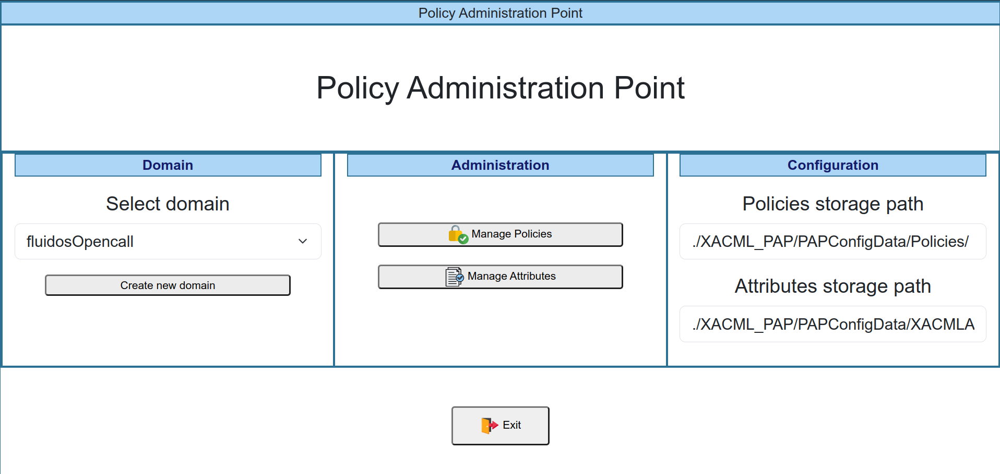 Policy Administration Point
Policy Administration Point
Domain
Select domain
fluidosOpencall
Create new domain
Administration
Manage Policies
Manage Attributes
Configuration
Policies storage path
./XACML_PAP/PAPConfigData/Policies/
Attributes storage path
./XACML_PAP/PAPConfigData/XACMLA
Exit